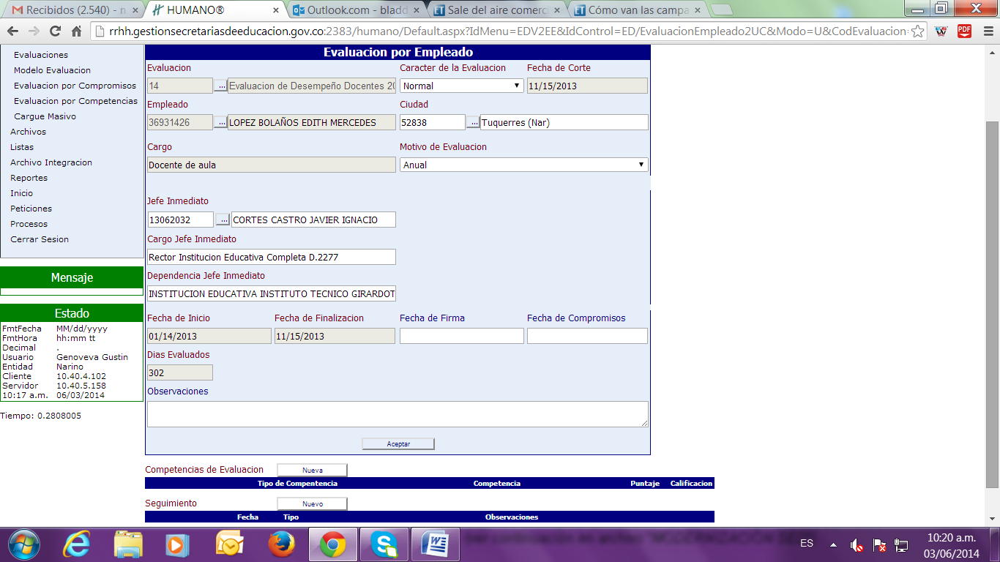 Recibidos (2.540) - n
HUMANO®
Outlook.com - bladd
Sale del aire comerc
Cómo van las campa
rrhh.gestionsecretariasdeeducacion.gov.co:2383/humano/Default.aspx?IdMenu=EDV2EE&IdControl=ED/EvaluacionEmpleado2UC&Modo=U&CodEvaluacion
Evaluaciones
Modelo Evaluacion
Evaluacion por Compromisos
Evaluacion por Competencias
Cargue Masivo
Archivos
Listas
Archivo Integracion
Reportes
Inicio
Peticiones
Procesos
Cerrar Sesion
Mensaje
Estado
FmtFecha MM/dd/yyyy
FmtHora hh:mm tt
Decimal .
Usuario Genoveva Gustin
Entidad Narino
Cliente 10.40.4.102
Servidor 10.40.5.158
10:17 a.m. 06/03/2014
Tiempo: 0.2808005
Evaluacion por Empleado
Evaluacion Caracter de la Evaluacion Fecha de Corte
14 ... Evaluacion de Desempeño Docentes 20 Normal 11/15/2013
Empleado Ciudad
36931426 ... LOPEZ BOLAÑOS EDITH MERCEDES 52838 ... Tuquerres (Nar)
Cargo Motivo de Evaluacion
Docente de aula Anual
Jefe Inmediato
13062032 ... CORTES CASTRO JAVIER IGNACIO
Cargo Jefe Inmediato
Rector Institucion Educativa Completa D.2277
Dependencia Jefe Inmediato
INSTITUCION EDUCATIVA INSTITUTO TECNICO GIRARDOT
Fecha de Inicio Fecha de Finalizacion Fecha de Firma Fecha de Compromisos
01/14/2013 11/15/2013
Dias Evaluados
302
Observaciones
Aceptar
Competencias de Evaluacion Nueva
Tipo de Compentencia Competencia Puntaje Calificacion
Seguimiento Nuevo
Fecha Tipo Observaciones
ES
10:20 a.m.
03/06/2014